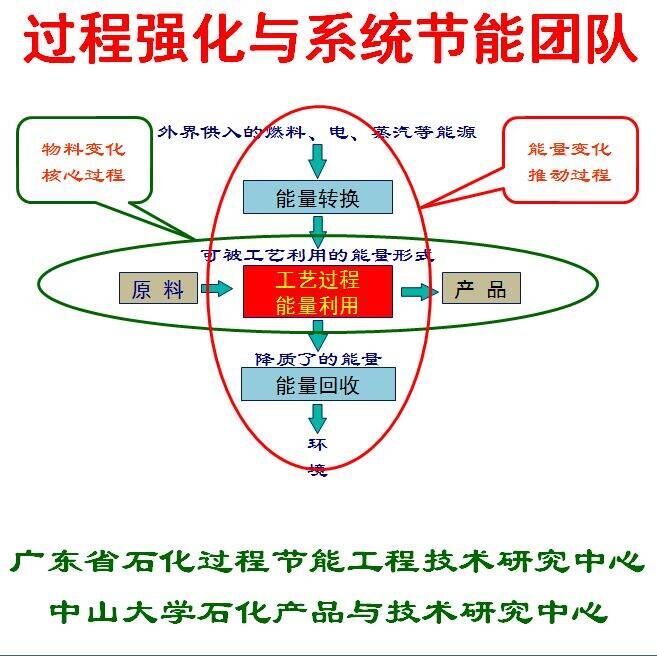 过程强化与系统节能团队
外界供入的燃料、电、蒸汽等能源
物料变化
核心过程
能量变化
推动过程
能量转换
可被工艺利用的能量形式
原 料
工艺过程
能量利用
产 品
降质了的能量
能量回收
环
境
广东省石化过程节能工程技术研究中心
中山大学石化产品与技术研究中心